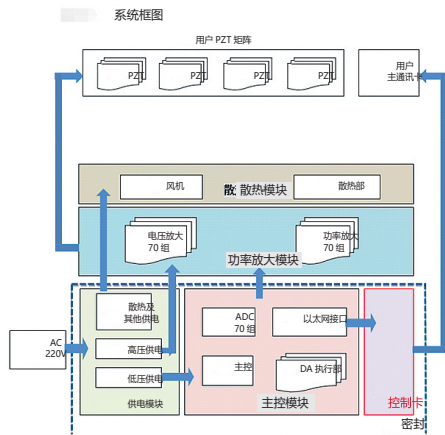 系统框图
用户 PZT 矩阵
PZT
PZT
PZT
PZT
用户
主通讯卡
风机
散热模块
散热部
电压放大
70 组
功率放大
70 组
功率放大模块
散热及
其他供电
高压供电
低压供电
供电模块
AC
220V
ADC
70 组
以太网接口
主控
DA 执行部
主控模块
控制卡
密封